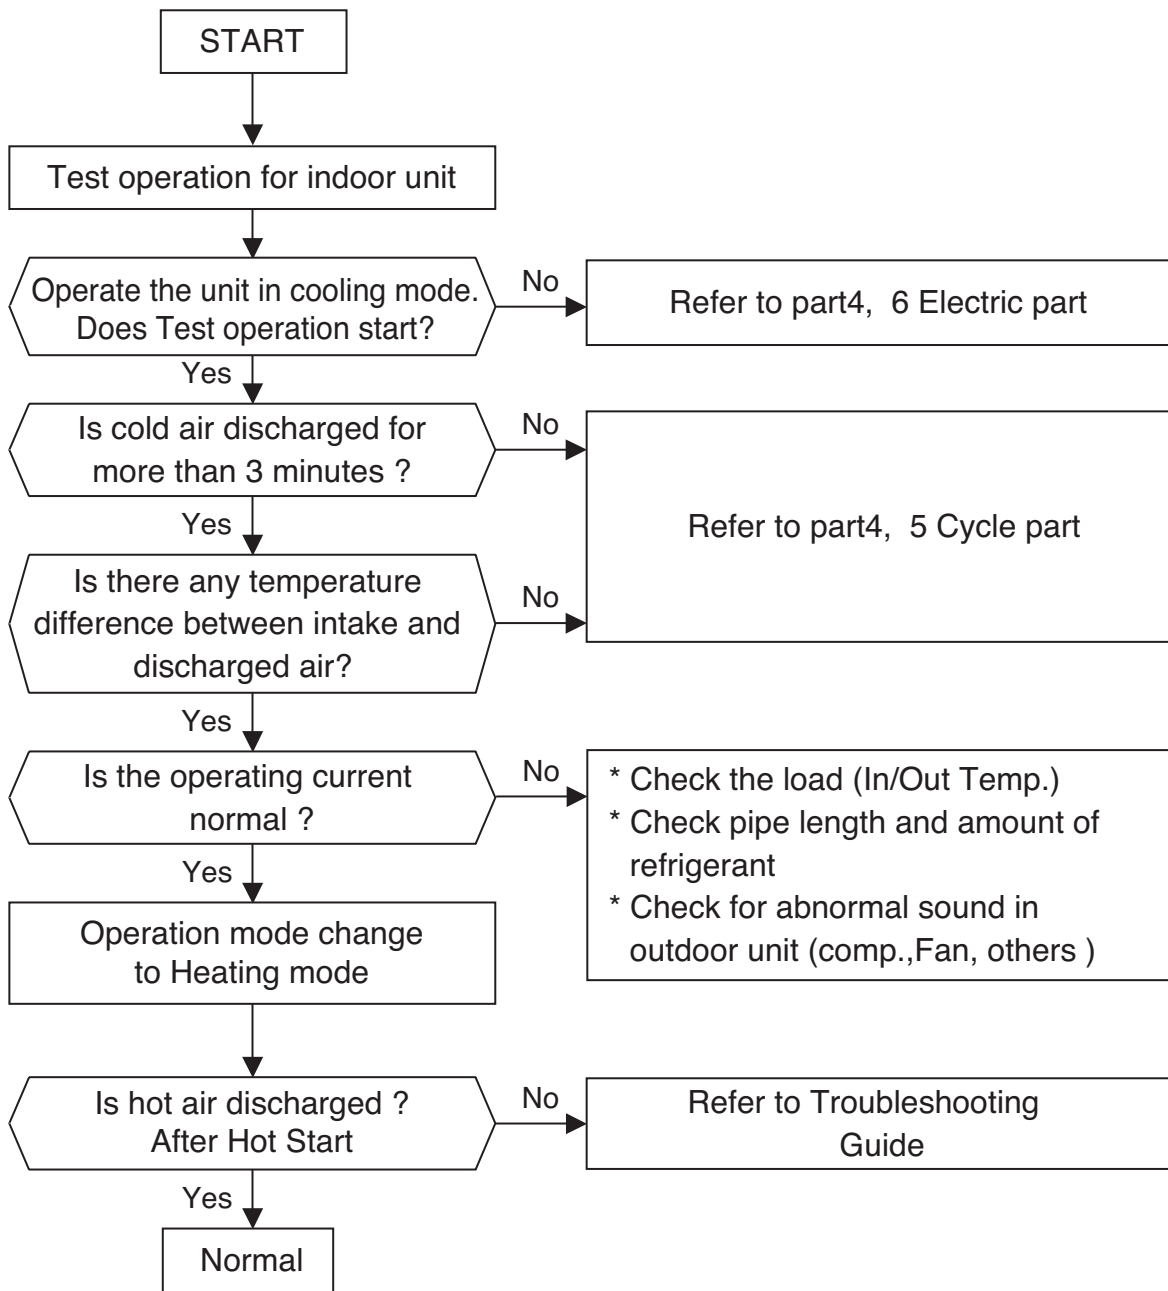 START
Test operation for indoor unit
Operate the unit in cooling mode.
Does Test operation start?
No
Refer to part4, 6 Electric part
Yes
Is cold air discharged for
more than 3 minutes ?
No
Refer to part4, 5 Cycle part
Yes
Is there any temperature
difference between intake and
discharged air?
No
Yes
Is the operating current
normal ?
No
* Check the load (In/Out Temp.)
* Check pipe length and amount of
refrigerant
* Check for abnormal sound in
outdoor unit (comp.,Fan, others )
Yes
Operation mode change
to Heating mode
Is hot air discharged ?
After Hot Start
No
Refer to Troubleshooting
Guide
Yes
Normal